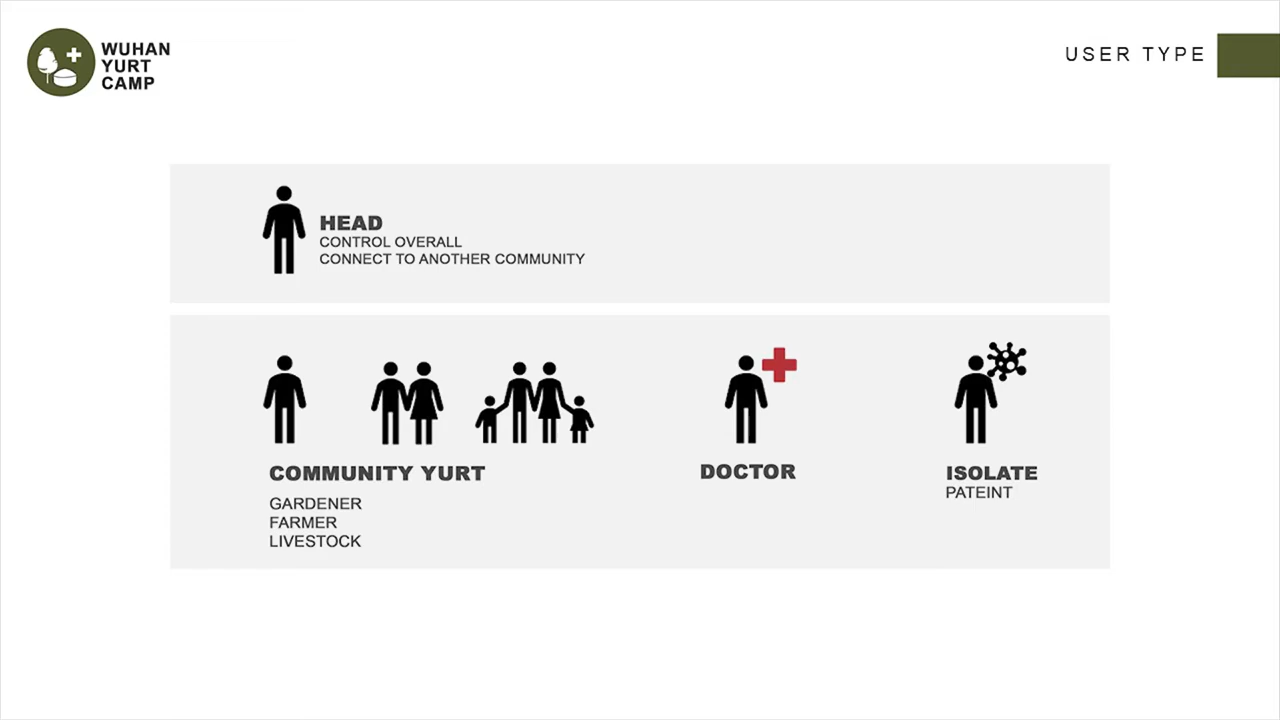 WUHAN
YURT
CAMP
USER TYPE
HEAD
CONTROL OVERALL
CONNECT TO ANOTHER COMMUNITY
COMMUNITY YURT
GARDENER
FARMER
LIVESTOCK
DOCTOR
ISOLATE
PATEINT